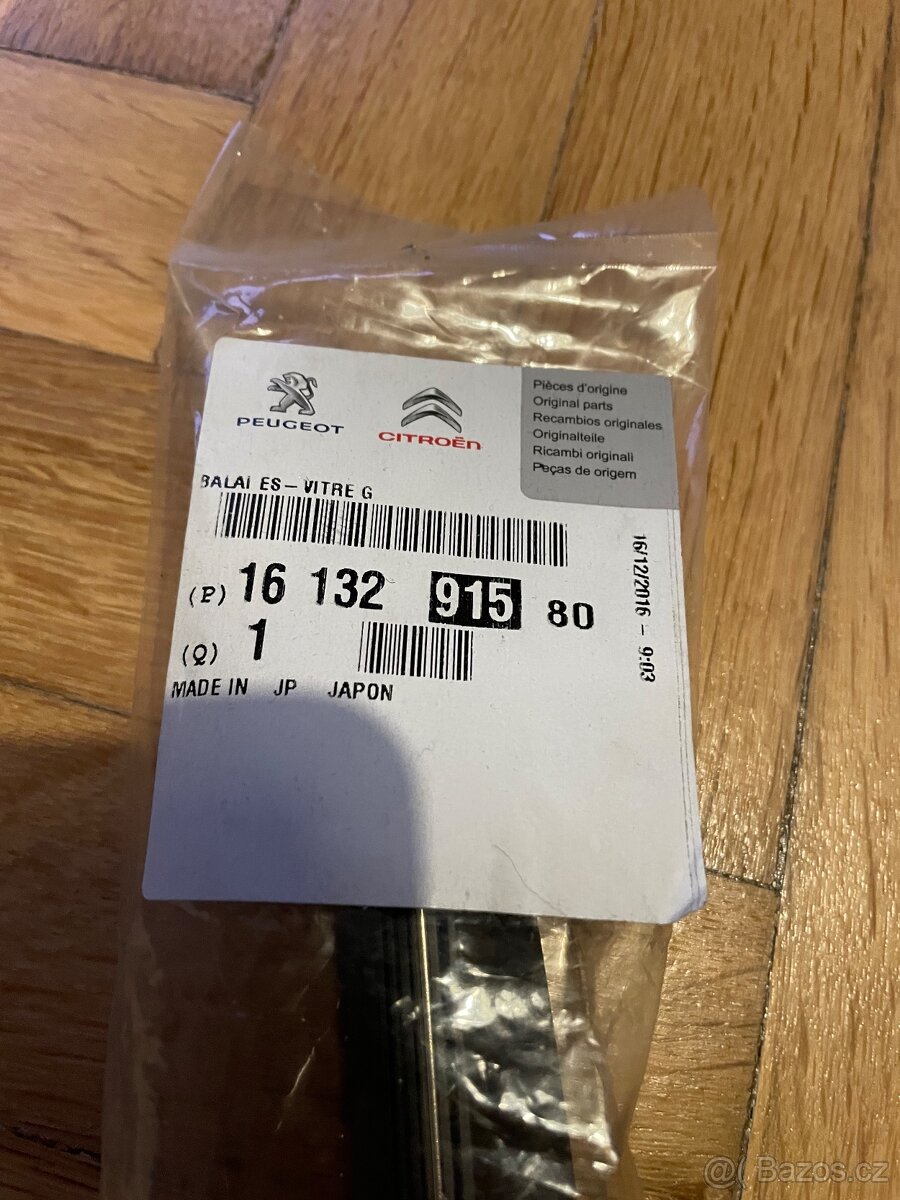 PEUGEOT
CITROËN
Pièces d'origine
Original parts
Recambios originales
Originalteile
Ricambi originali
Peças de origem
BALAI ES-VITRE G
(P) 16 132 915 80
(Q) 1
MADE IN JP JAPON
16/12/2016 - 9:03
@( Bazos.cz